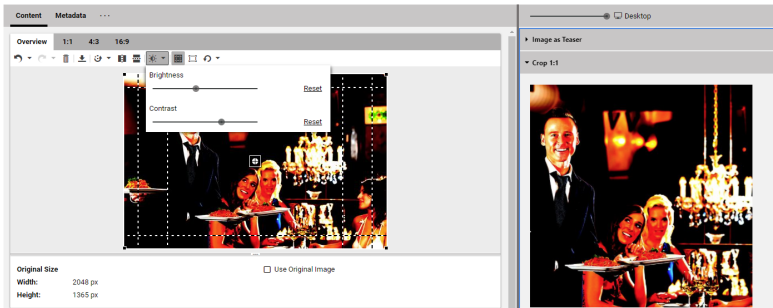 Content Metadata ...
Desktop
Overview 1:1 4:3 16:9
Image as Teaser
Crop 1:1
Brightness
Reset
Contrast
Reset
Original Size
Use Original Image
Width: 2048 px
Height: 1365 px